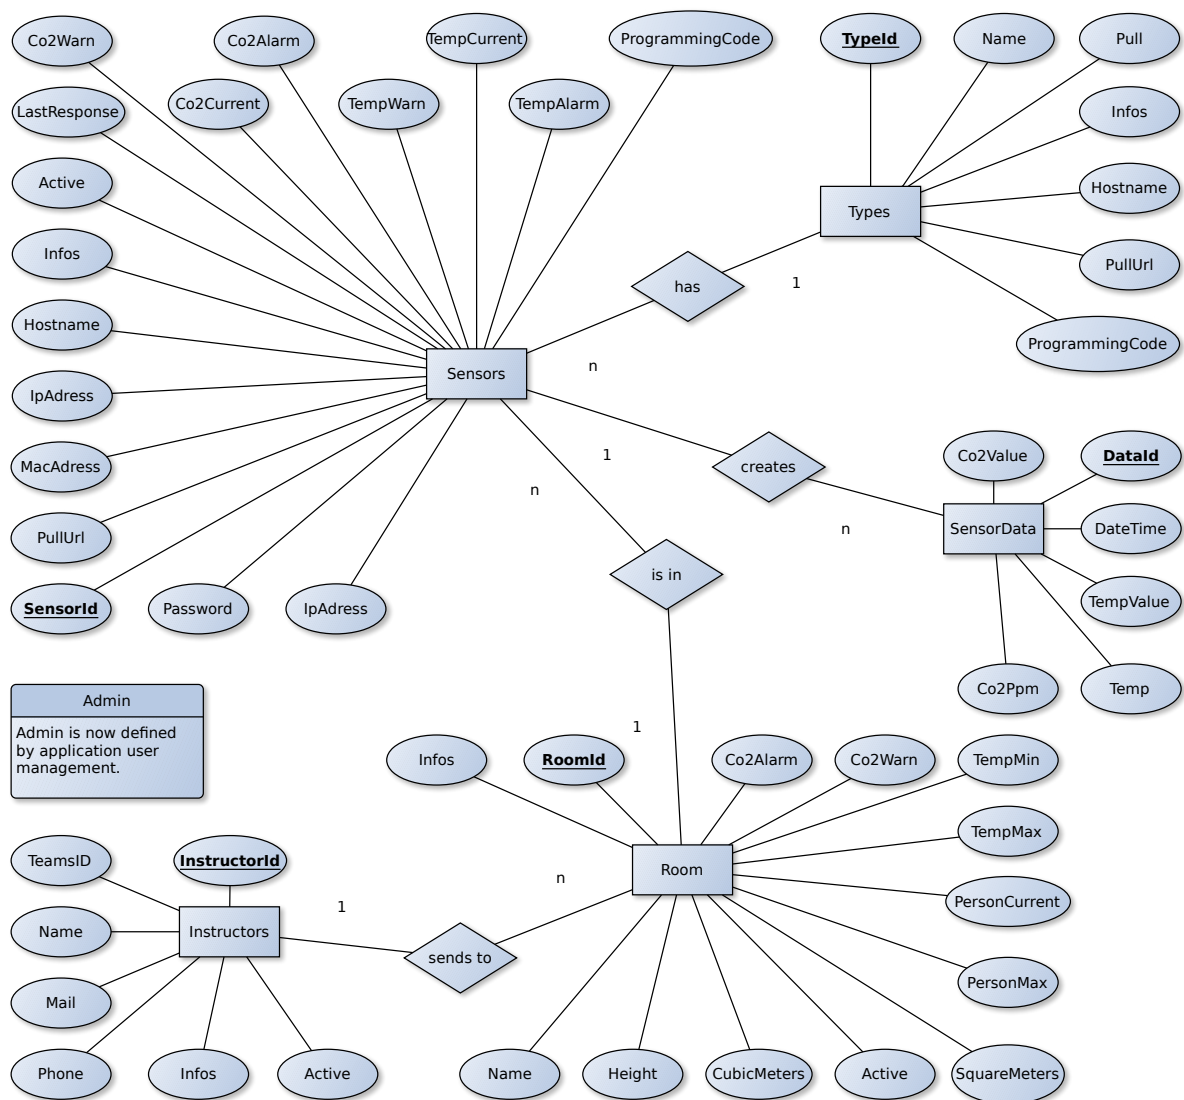 Co2Warn
Co2Alarm
TempCurrent
ProgrammingCode
TypeId
Name
Pull
LastResponse
Co2Current
TempWarn
TempAlarm
Infos
Active
Hostname
Types
Infos
PullUrl
has
1
Hostname
ProgrammingCode
n
Sensors
IpAdress
1
creates
Co2Value
DataId
MacAdress
n
n
SensorData
DateTime
PullUrl
is in
TempValue
SensorId
Password
IpAdress
Co2Ppm
Temp
Admin
Admin is now defined
by application user
management.
1
Infos
RoomId
Co2Alarm
Co2Warn
TempMin
TempMax
TeamsID
InstructorId
n
Room
1
PersonCurrent
Name
Instructors
sends to
PersonMax
Mail
Phone
Infos
Active
Name
Height
CubicMeters
Active
SquareMeters